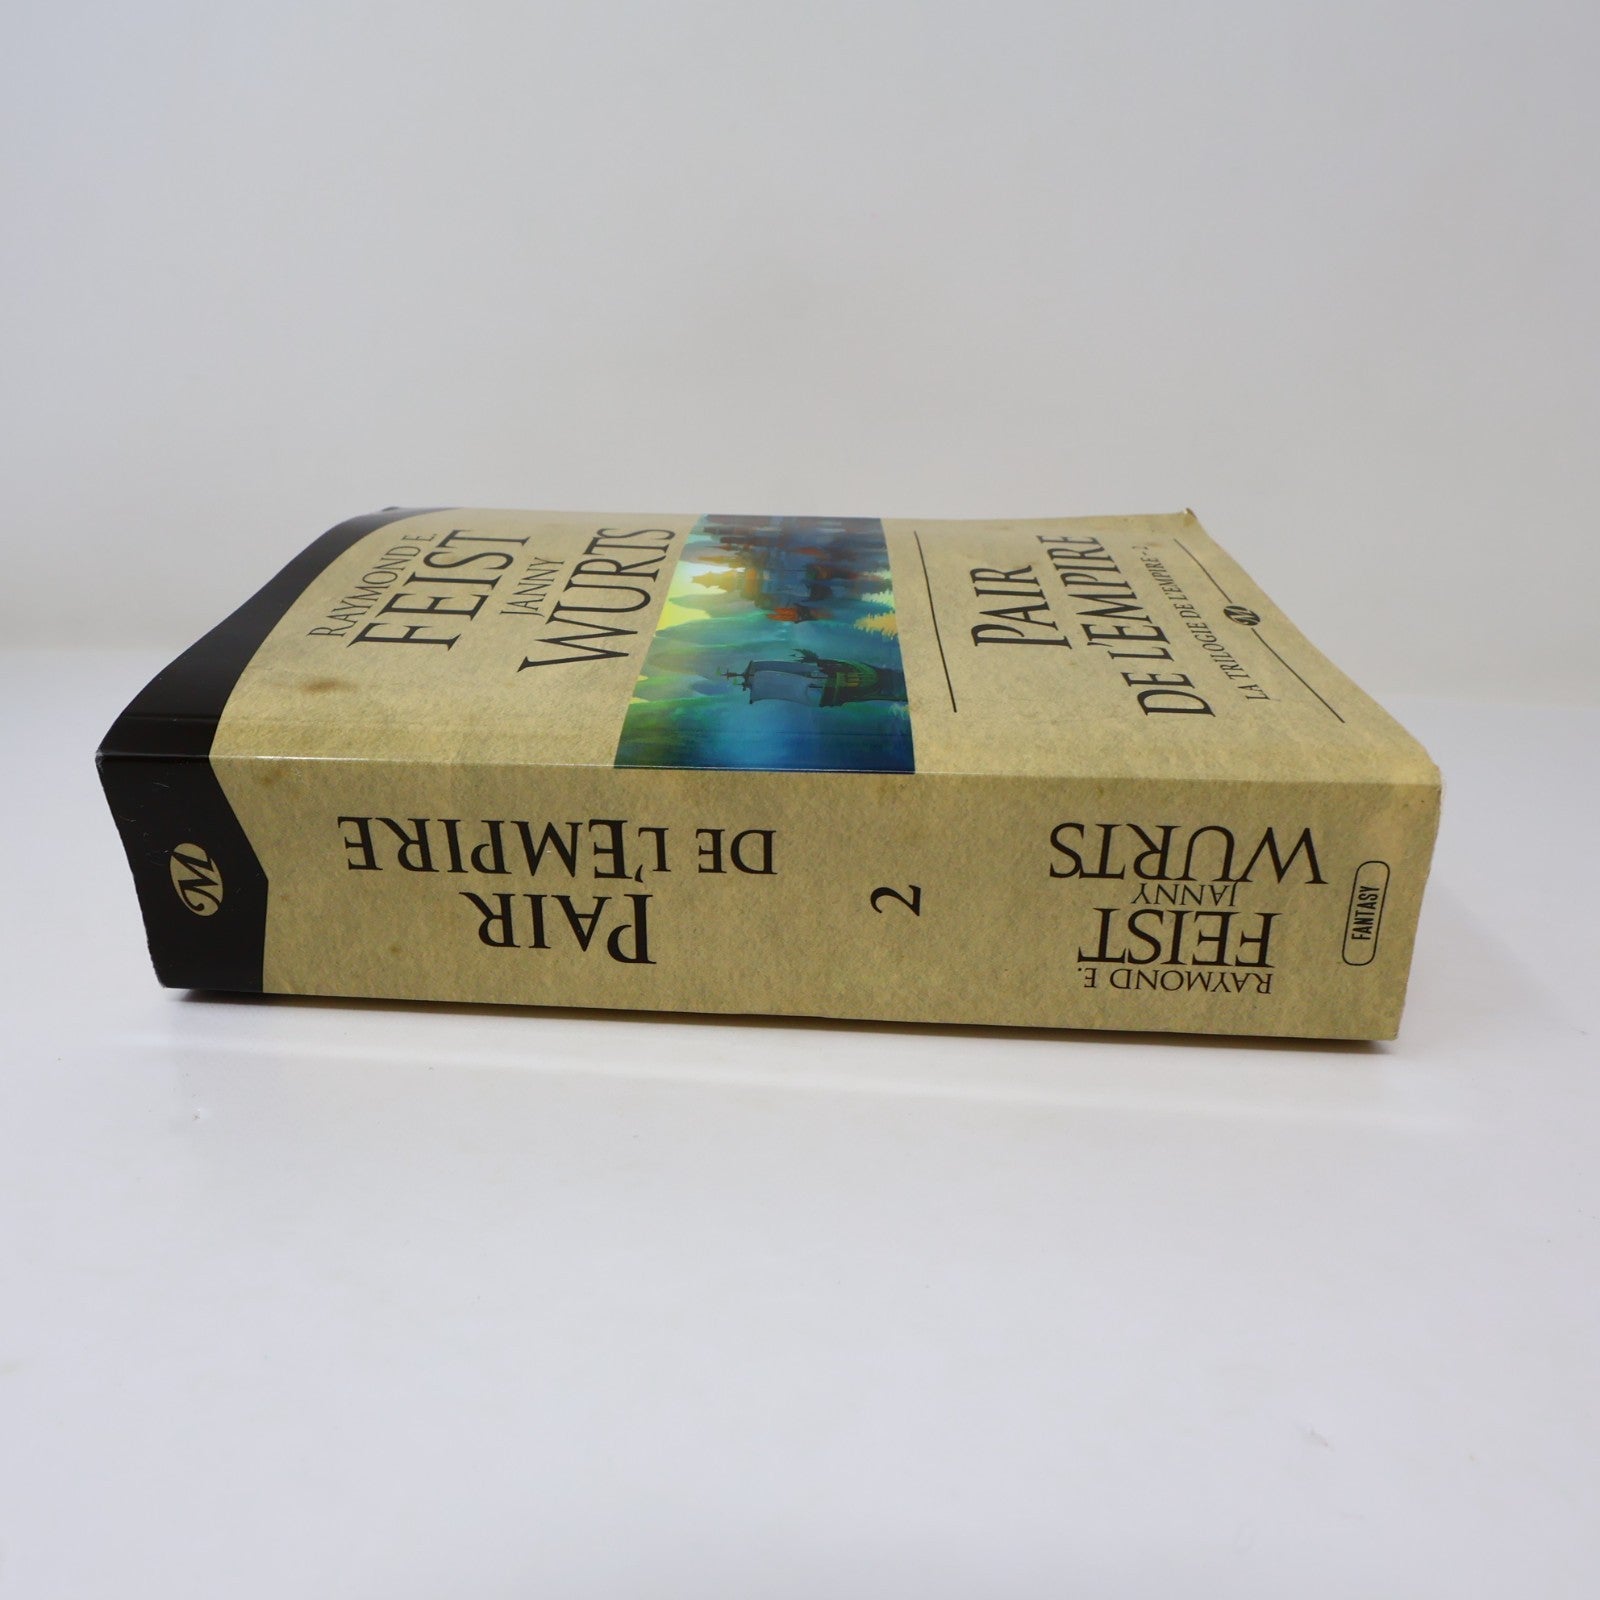 RAYMOND E.
FEIST
JANNY
WURTS
PAIR
DE L'EMPIRE
LA TRILOGIE DE L'EMPIRE - 2
M
M
PAIR
DE L'EMPIRE
2
RAYMOND E.
FEIST
JANNY
WURTS
FANTASY